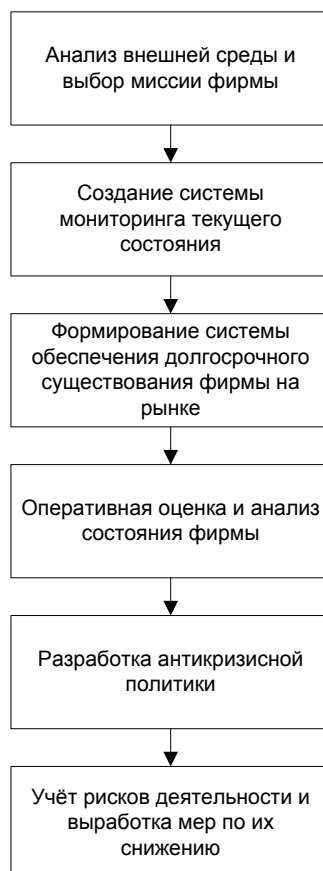 Анализ внешней среды и
выбор миссии фирмы
Создание системы
мониторинга текущего
состояния
Формирование системы
обеспечения долгосрочного
существования фирмы на
рынке
Оперативная оценка и анализ
состояния фирмы
Разработка антикризисной
политики
Учёт рисков деятельности и
выработка мер по их
снижению